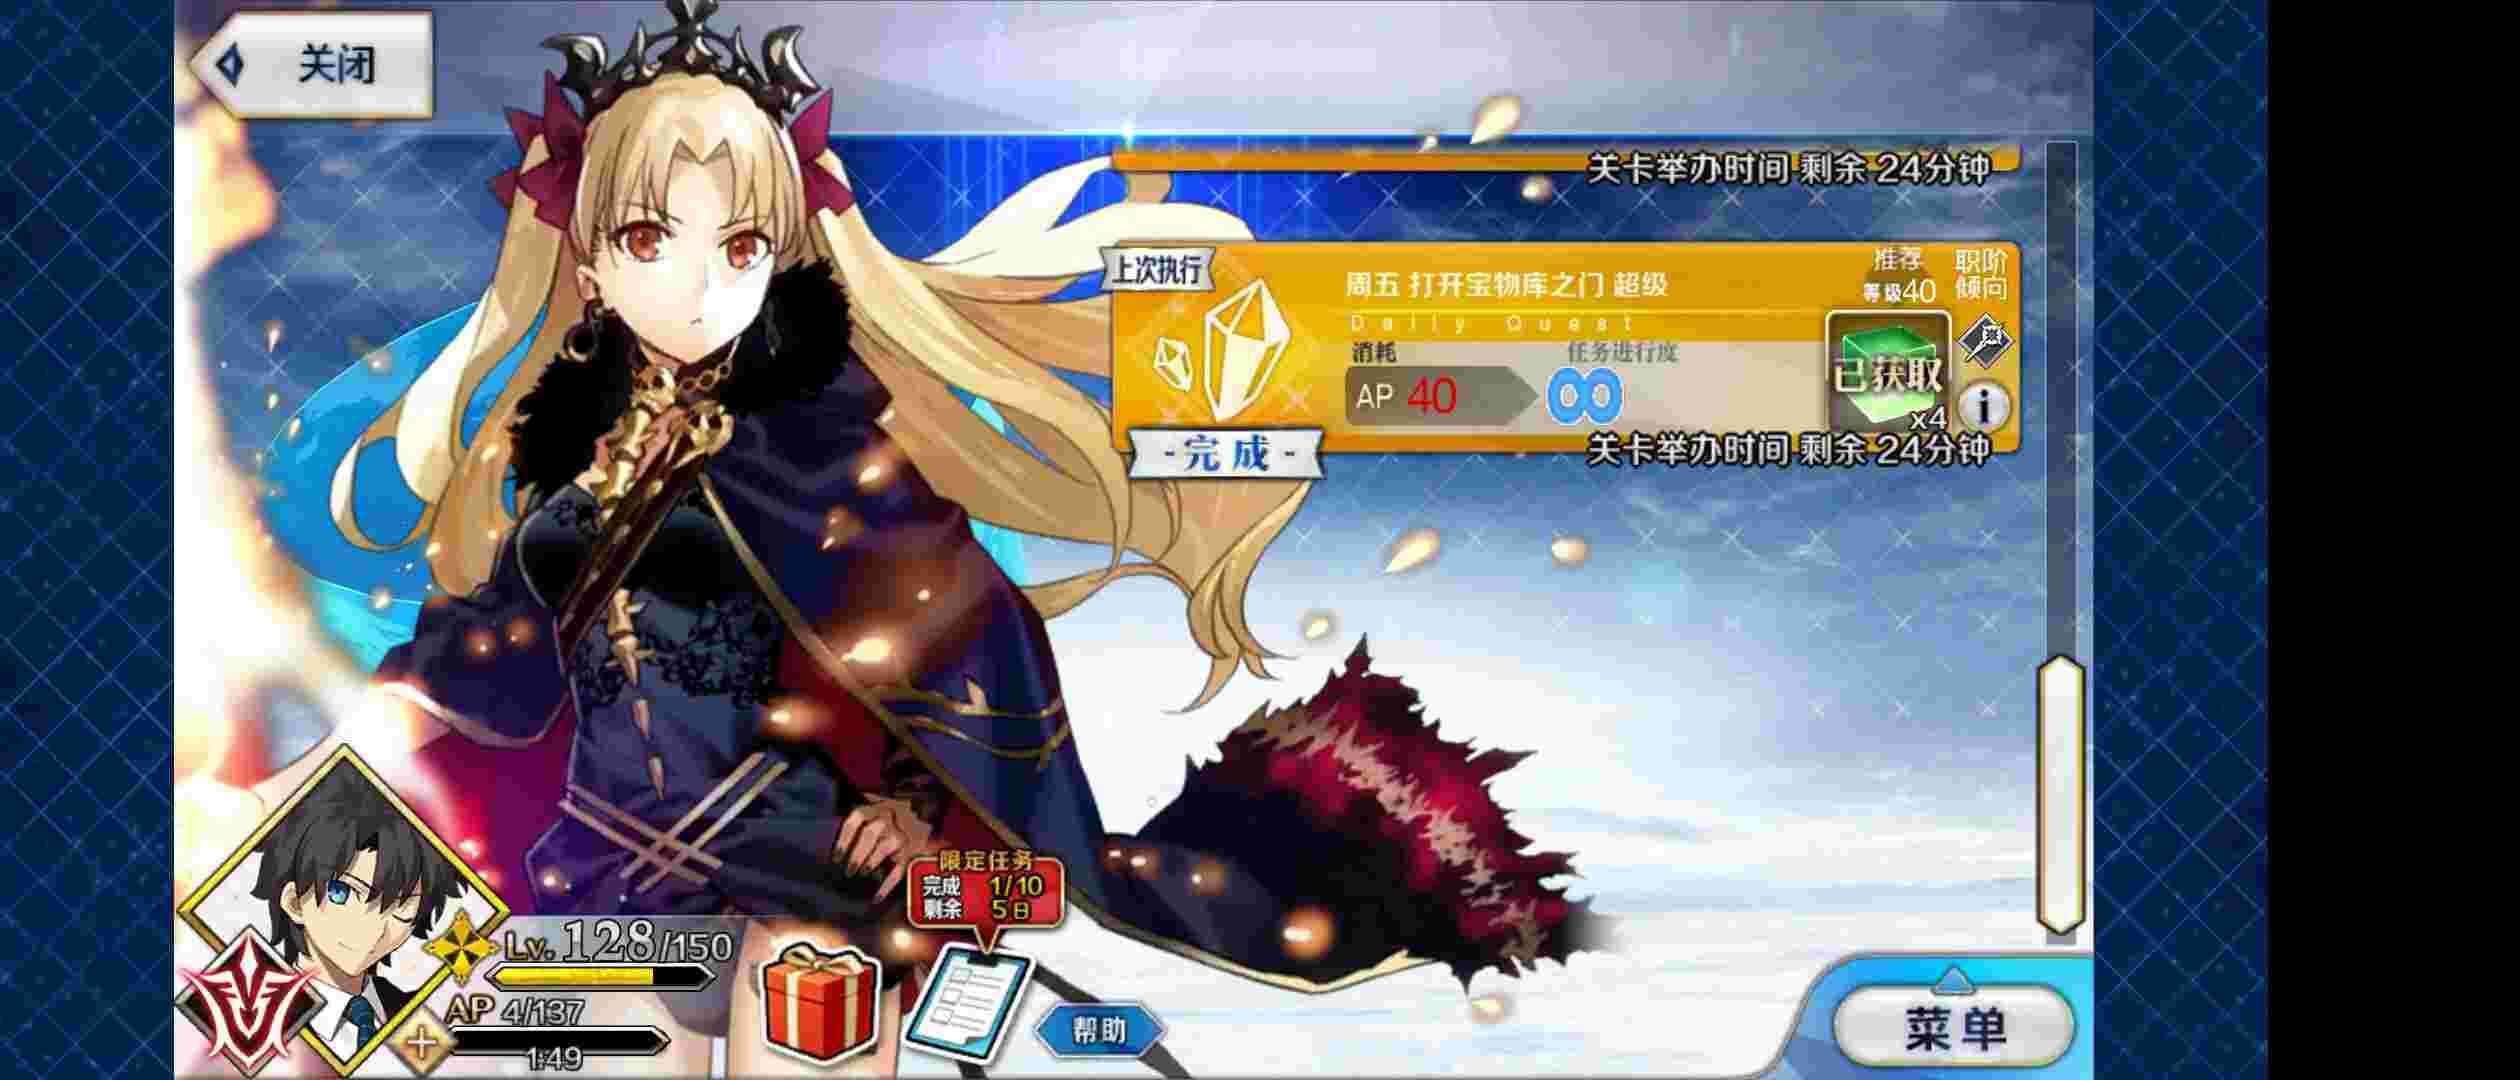 关闭
关卡举办时间 剩余 24分钟
上次执行
周五 打开宝物库之门 超级
推荐
等级40
职阶
倾向
Daily Quest
消耗
任务进行度
AP 40
∞
已获取
x4
i
关卡举办时间 剩余 24分钟
-完成-
限定任务
完成 1/10
剩余 5日
Lv. 128/150
AP 4/137
1:49
帮助
菜单